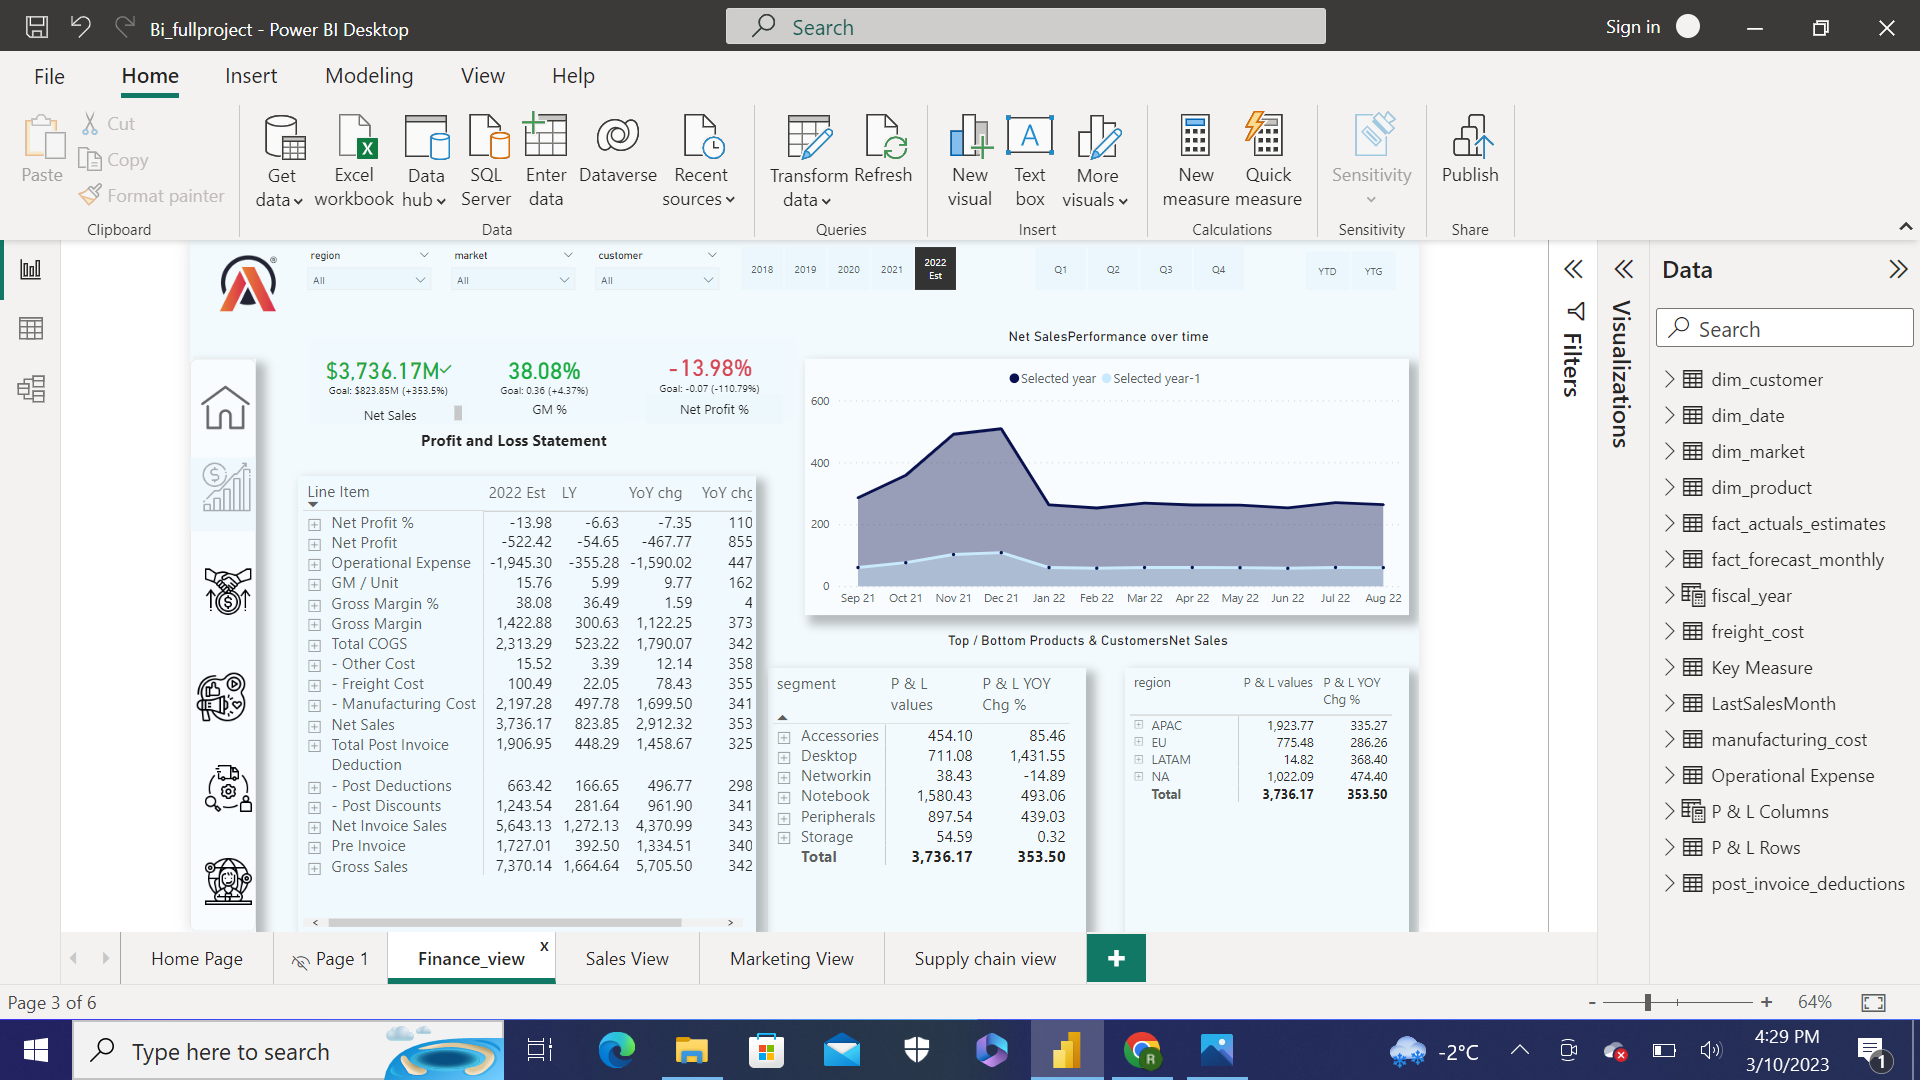 Bi_fullproject - Power BI Desktop
Search
Sign in
File
Home
Insert
Modeling
View
Help
Paste
Cut
Copy
Format painter
Clipboard
Get data
Excel workbook
Data hub
SQL Server
Enter data
Dataverse
Recent sources
Data
Transform data
Refresh
Queries
New visual
Text box
More visuals
Insert
New measure
Quick measure
Calculations
Sensitivity
Sensitivity
Publish
Share
region
All
market
All
customer
All
2018
2019
2020
2021
2022 Est
Q1
Q2
Q3
Q4
YTD
YTG
$3,736.17M
Goal: $823.85M (+353.5%)
Net Sales
38.08%
Goal: 0.36 (+4.37%)
GM %
-13.98%
Goal: -0.07 (-110.79%)
Net Profit %
Profit and Loss Statement
Line Item 2022 Est LY YoY chg YoY chg
Net Profit % -13.98 -6.63 -7.35 110
Net Profit -522.42 -54.65 -467.77 855
Operational Expense -1,945.30 -355.28 -1,590.02 447
GM / Unit 15.76 5.99 9.77 162
Gross Margin % 38.08 36.49 1.59 4
Gross Margin 1,422.88 300.63 1,122.25 373
Total COGS 2,313.29 523.22 1,790.07 342
- Other Cost 15.52 3.39 12.14 358
- Freight Cost 100.49 22.05 78.43 355
- Manufacturing Cost 2,197.28 497.78 1,699.50 341
Net Sales 3,736.17 823.85 2,912.32 353
Total Post Invoice 1,906.95 448.29 1,458.67 325
Deduction
- Post Deductions 663.42 166.65 496.77 298
- Post Discounts 1,243.54 281.64 961.90 341
Net Invoice Sales 5,643.13 1,272.13 4,370.99 343
Pre Invoice 1,727.01 392.50 1,334.51 340
Gross Sales 7,370.14 1,664.64 5,705.50 342
Net SalesPerformance over time
Selected year Selected year-1
600
400
200
0
Sep 21 Oct 21 Nov 21 Dec 21 Jan 22 Feb 22 Mar 22 Apr 22 May 22 Jun 22 Jul 22 Aug 22
Top / Bottom Products & CustomersNet Sales
segment P & L values P & L YOY Chg %
Accessories 454.10 85.46
Desktop 711.08 1,431.55
Networkin 38.43 -14.89
Notebook 1,580.43 493.06
Peripherals 897.54 439.03
Storage 54.59 0.32
Total 3,736.17 353.50
region P & L values P & L YOY Chg %
APAC 1,923.77 335.27
EU 775.48 286.26
LATAM 14.82 368.40
NA 1,022.09 474.40
Total 3,736.17 353.50
Filters
Visualizations
Data
Search
dim_customer
dim_date
dim_market
dim_product
fact_actuals_estimates
fact_forecast_monthly
fiscal_year
freight_cost
Key Measure
LastSalesMonth
manufacturing_cost
Operational Expense
P & L Columns
P & L Rows
post_invoice_deductions
Home Page
Page 1
Finance_view
x
Sales View
Marketing View
Supply chain view
+
Page 3 of 6
- + 64%
Type here to search
R
-2°C
4:29 PM
3/10/2023
1